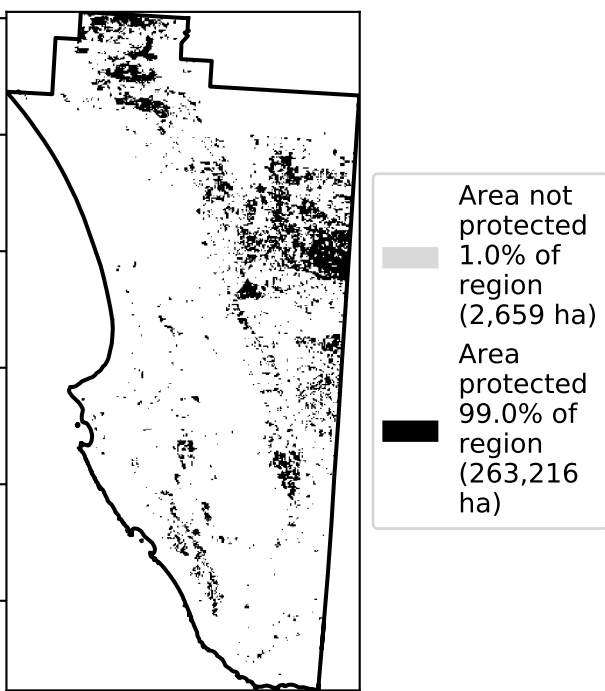 Area not
protected
1.0% of
region
(2,659 ha)
Area
protected
99.0% of
region
(263,216
ha)